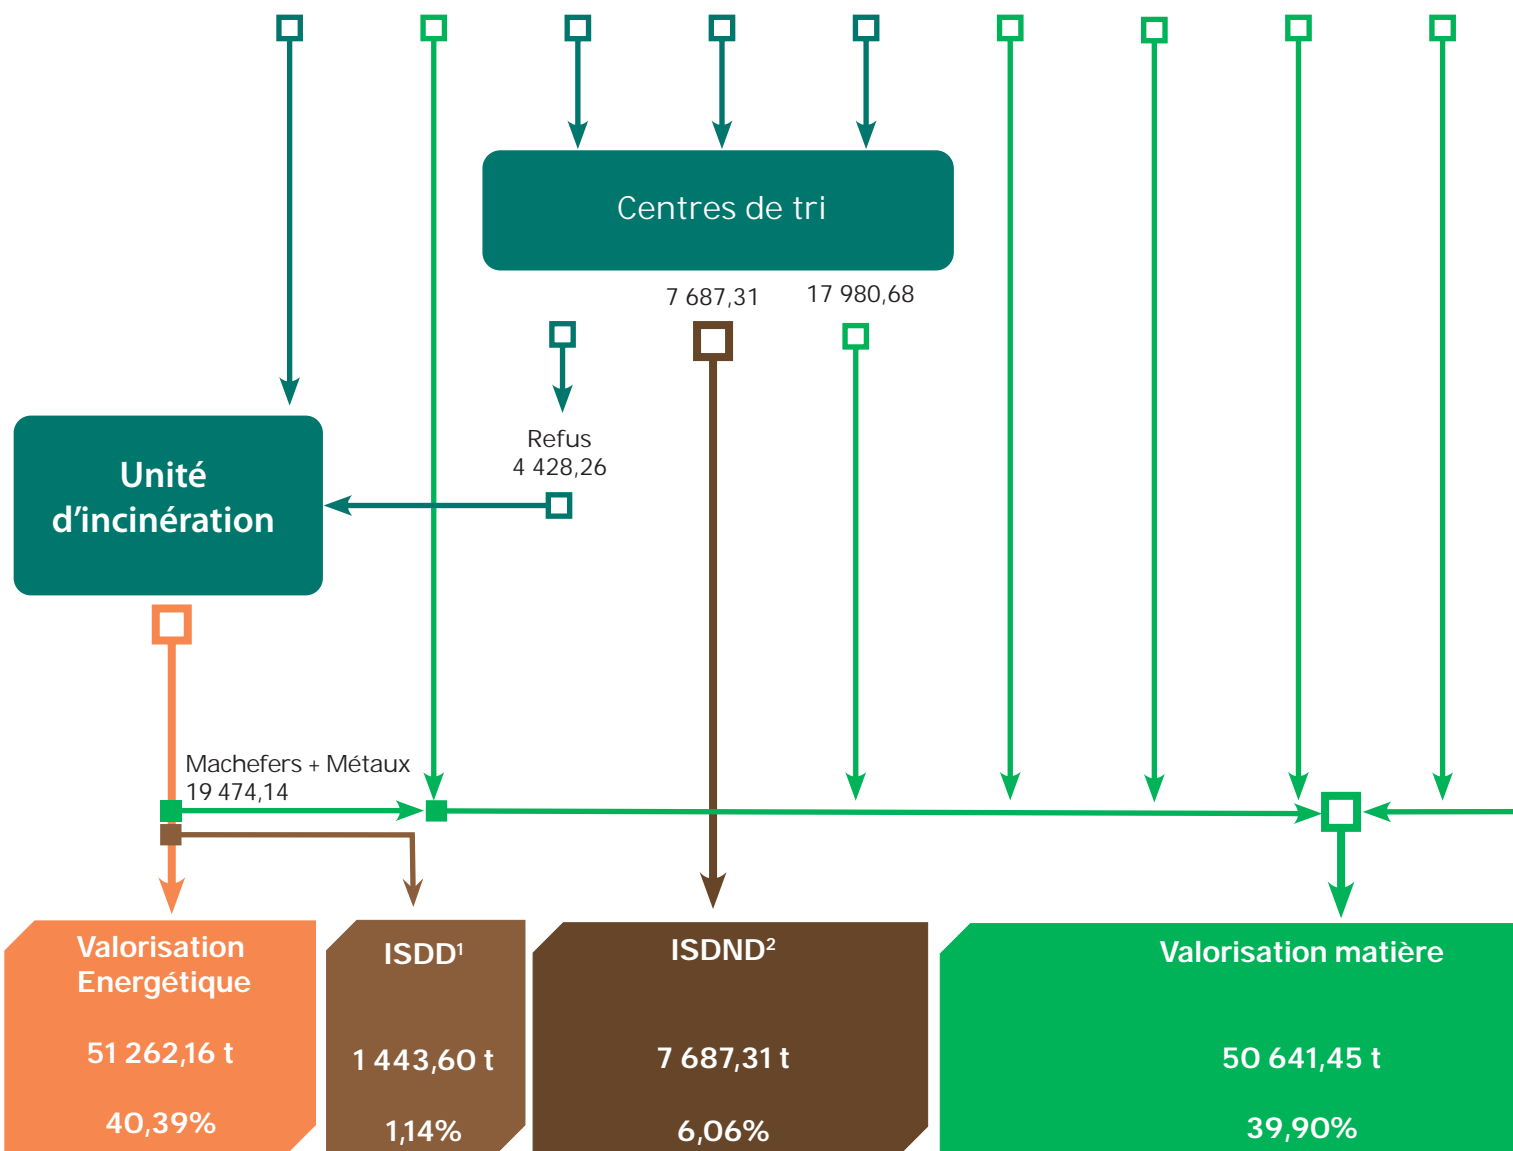 Centres de tri
7 687,31
17 980,68
Refus
4 428,26
Unité
d'incinération
Machefers + Métaux
19 474,14
Valorisation
Energétique
51 262,16 t
40,39%
ISDD¹
1 443,60 t
1,14%
ISDND²
7 687,31 t
6,06%
Valorisation matière
50 641,45 t
39,90%